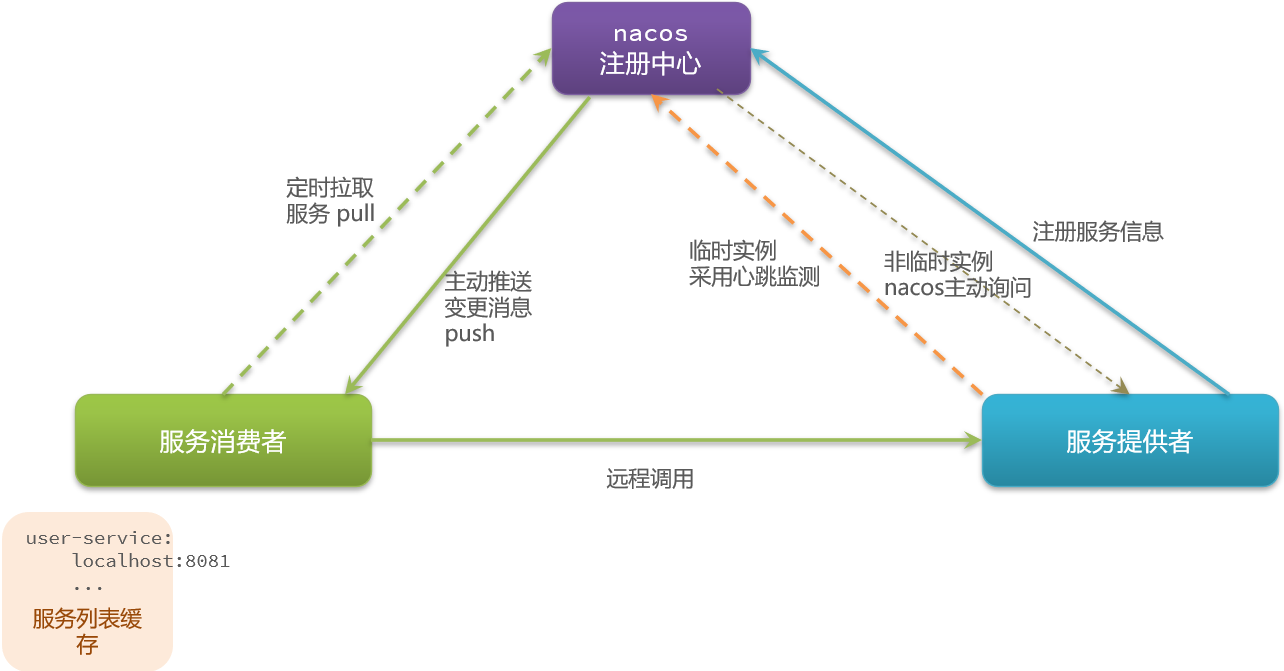 nacos
注册中心
定时拉取
服务 pull
主动推送
变更消息
push
临时实例
采用心跳监测
非临时实例
nacos主动询问
注册服务信息
服务消费者
远程调用
服务提供者
user-service:
localhost:8081
...
服务列表缓
存